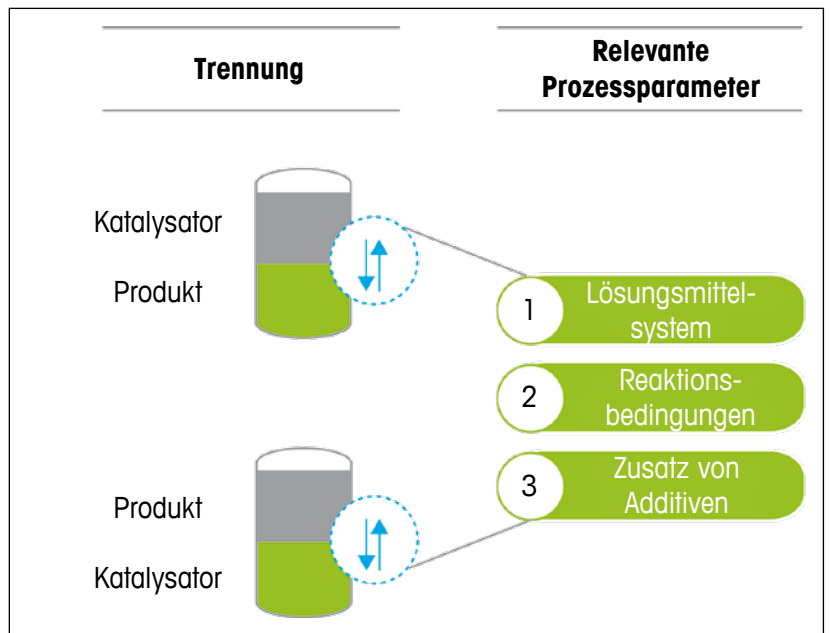 Trennung
Relevante
Prozessparameter
Katalysator
Produkt
1
Lösungsmittel-
system
2
Reaktions-
bedingungen
3
Zusatz von
Additiven
Produkt
Katalysator